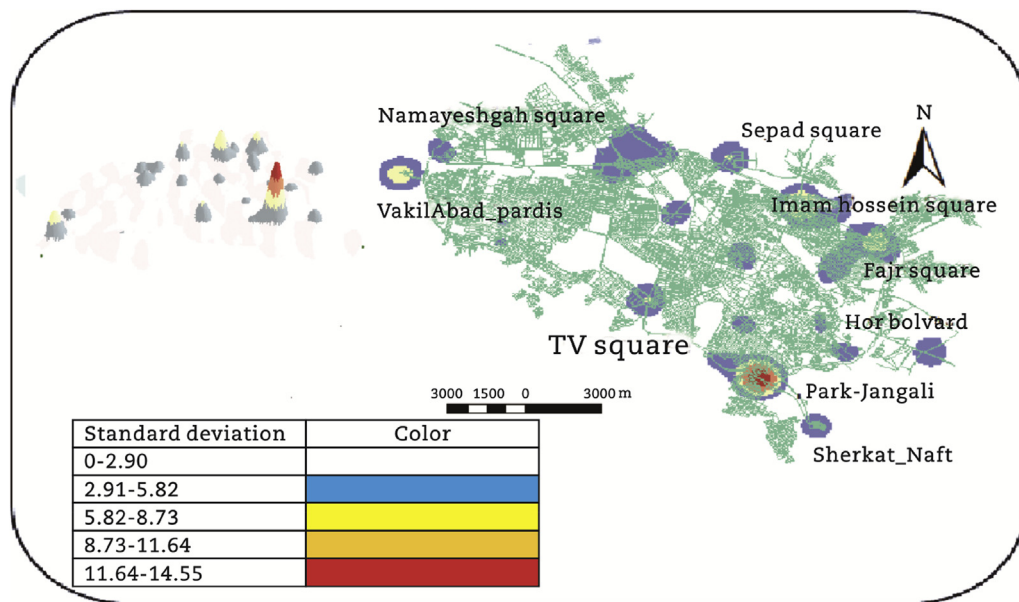 Namayeshgah square
Sepad square
N
VakilAbad_pardis
Imam hossein square
Fajr square
Hor bolvard
TV square
Park-Jangali
3000 1500 0 3000 m
Sherkat_Naft
Standard deviation Color
0-2.90
2.91-5.82
5.82-8.73
8.73-11.64
11.64-14.55